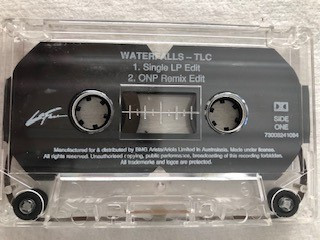 WATERFALLS – TLC
1. Single LP Edit
2. ONP Remix Edit
LaFace
SIDE
ONE
Manufactured for & distributed by BMG Arista/Ariola Limited in Australasia. Made under licence.
All rights reserved. Unauthorised copying, public performance, broadcasting of this recording forbidden.
All trademarks and logos are protected.